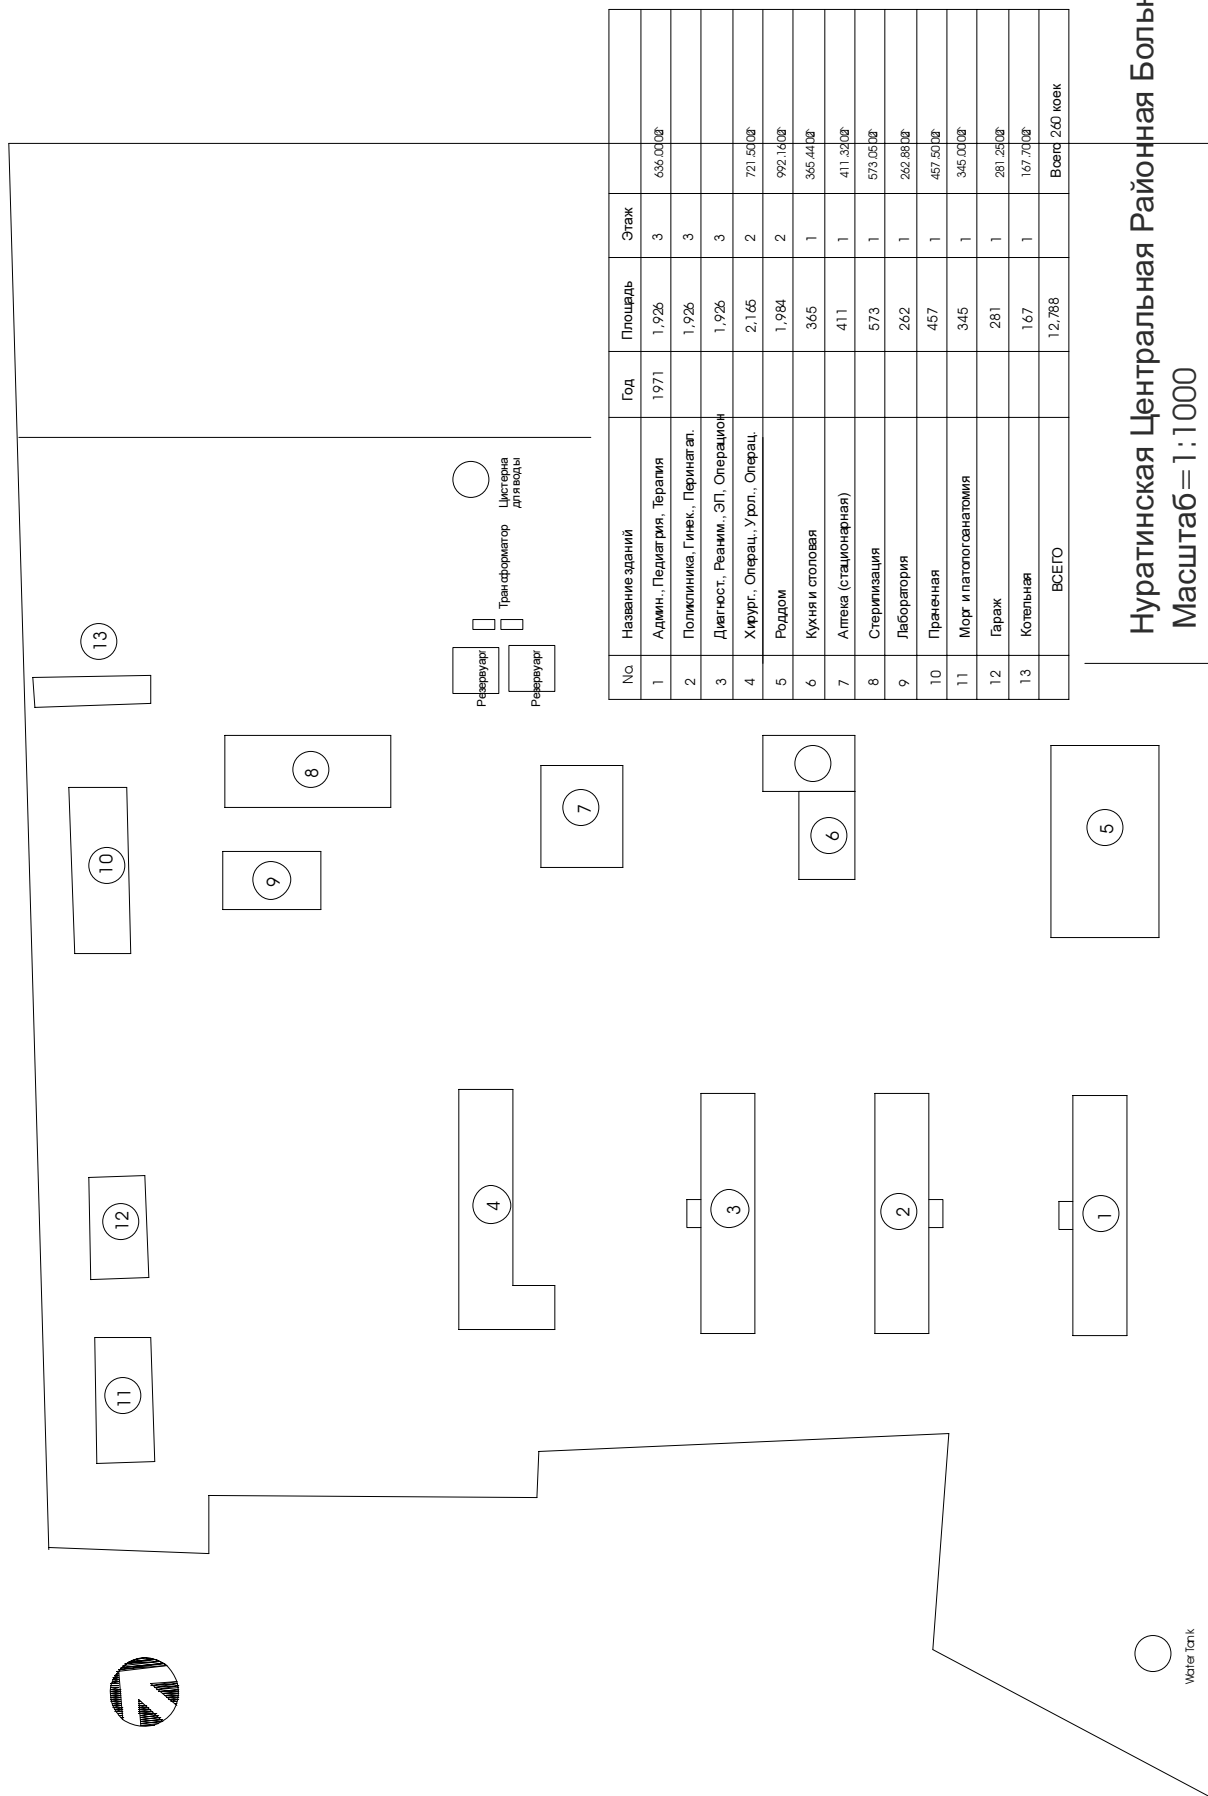 13
10
8
9
12
11
7
6
5
4
3
2
1
Резервуарг
Резервуарг
Трансформатор
Цистерна
для воды
No. Название зданий Год Площадь Этаж
1 Админ., Педиатрия, Терапия 1971 1,926 3 636.0000
2 Поликлиника, Гинек., Перинатал. 1,926 3
3 Диагност., Реаним., ЭП, Операцион 1,926 3
4 Хирург., Операц., Урол., Операц. 2,165 2 721.5000
5 Роддом 1,984 2 992.1600
6 Кухня и столовая 365 1 365.4400
7 Аптека (стационарная) 411 1 411.3200
8 Стерилизация 573 1 573.0500
9 Лаборатория 262 1 262.8800
10 Прачечная 457 1 457.5000
11 Морг и патологоанатомия 345 1 345.0000
12 Гараж 281 1 281.2500
13 Котельная 167 1 167.7000
ВСЕГО 12,788 Всего 260 коек
Нуратинская Центральная Районная Больн
Масштаб=1:1000
Water Tank